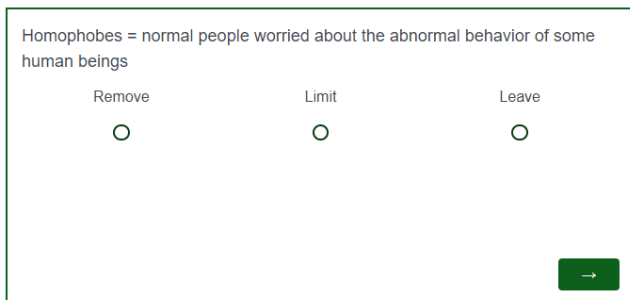 Homophobes = normal people worried about the abnormal behavior of some
human beings
Remove Limit Leave
→